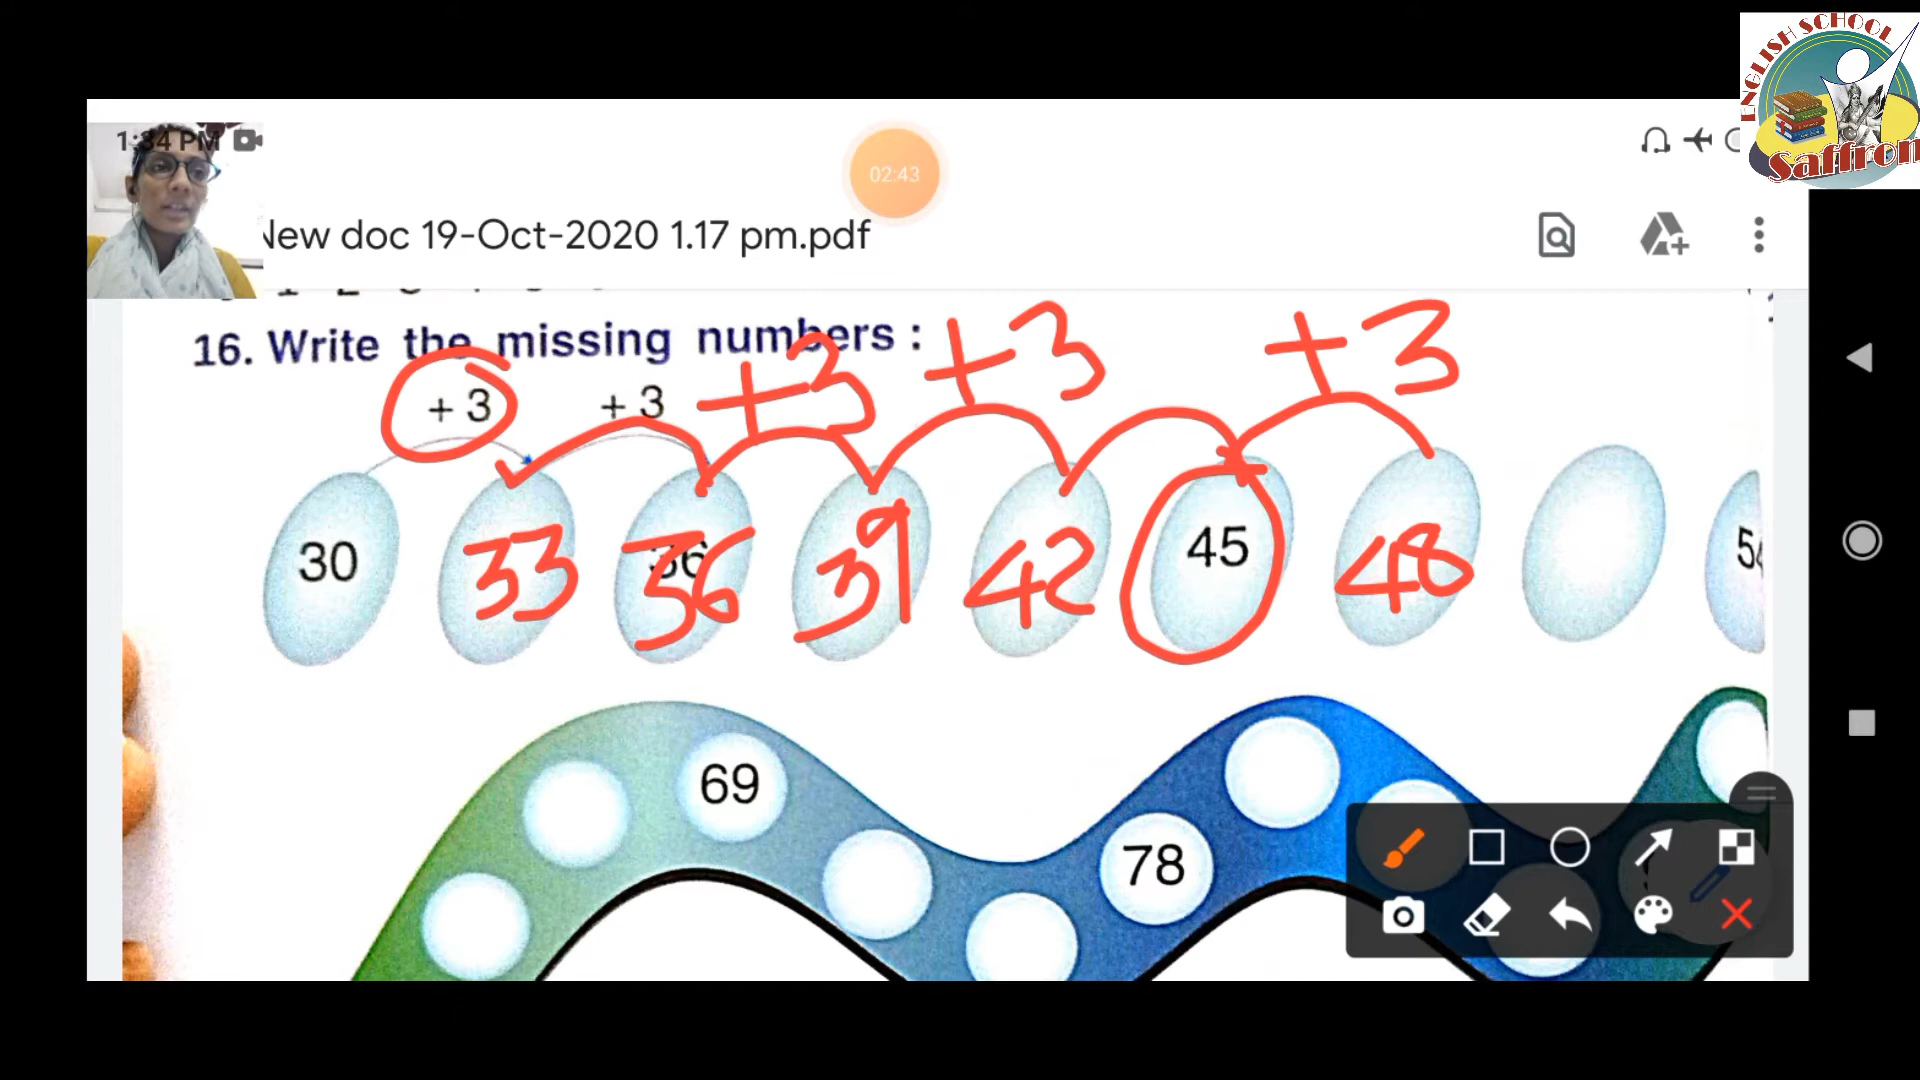 ENGLISH SCHOOL
Saffron
1:34 PM
02:43
New doc 19-Oct-2020 1.17 pm.pdf
16. Write the missing numbers :
+ 3 + 3 +3 +3 +3
30 33 36 39 42 45 48
36
69
78